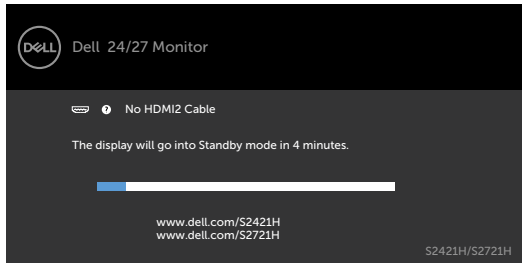 DELL
Dell 24/27 Monitor
? No HDMI2 Cable
The display will go into Standby mode in 4 minutes.
www.dell.com/S2421H
www.dell.com/S2721H
S2421H/S2721H